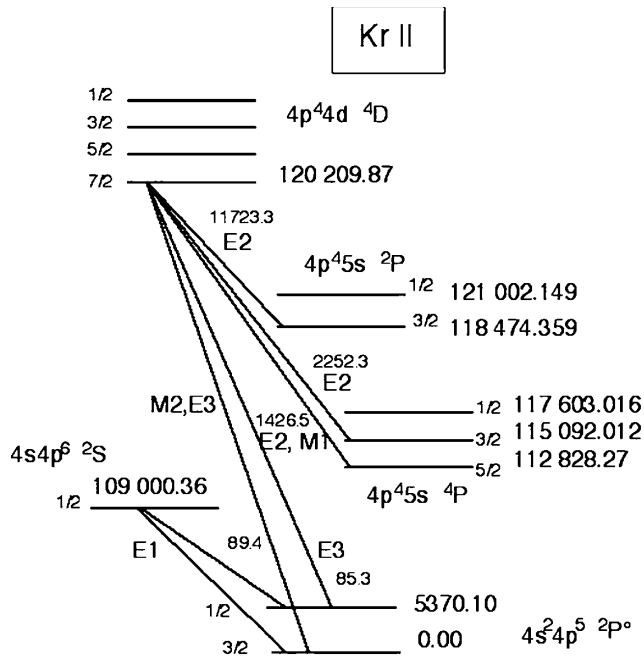 Kr II
1/2
3/2 4p⁴4d ⁴D
5/2
7/2 120 209.87
11723.3
E2
4p⁴5s ²P
1/2 121 002.149
3/2 118 474.359
2252.3
E2
M2,E3
1426.5
E2, M1
1/2 117 603.016
3/2 115 092.012
5/2 112 828.27
4p⁴5s ⁴P
4s4p⁶ ²S
109 000.36
1/2
E1
89.4
E3
85.3
1/2 5370.10
3/2 0.00 4s²4p⁵ ²P°